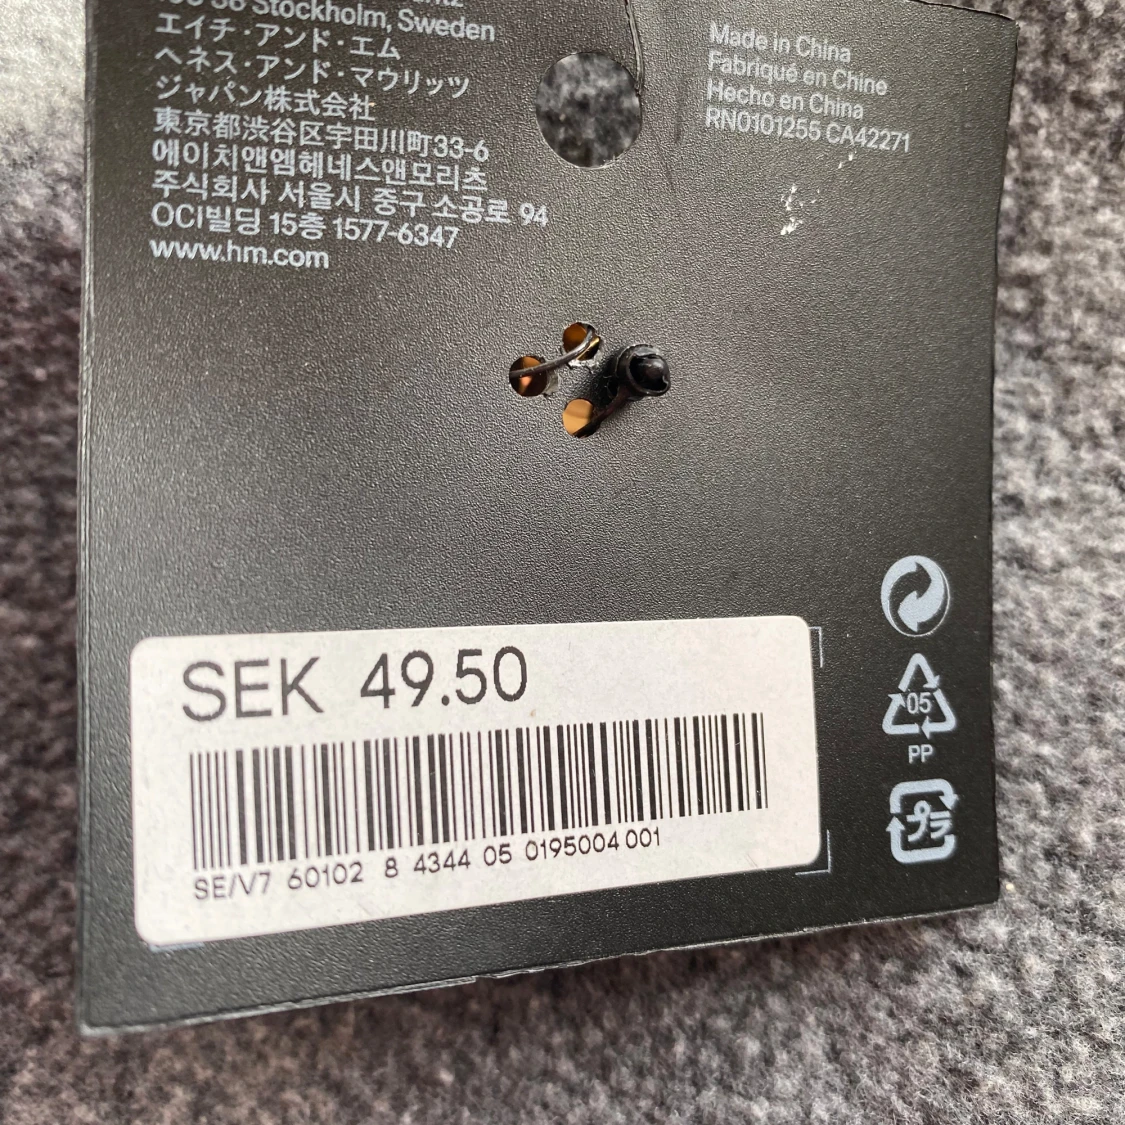 Stockholm, Sweden
エイチ・アンド・エム
ヘネス・アンド・マウリッツ
ジャパン株式会社
東京都渋谷区宇田川町33-6
에이치앤엠헤네스앤모리츠
주식회사 서울시 중구 소공로 94
OCI빌딩 15층 1577-6347
www.hm.com
Made in China
Fabriqué en Chine
Hecho en China
RN0101255 CA42271
05
PP
プラ
SEK 49.50
SE/V7 60102 8 4344 05 0195004 001